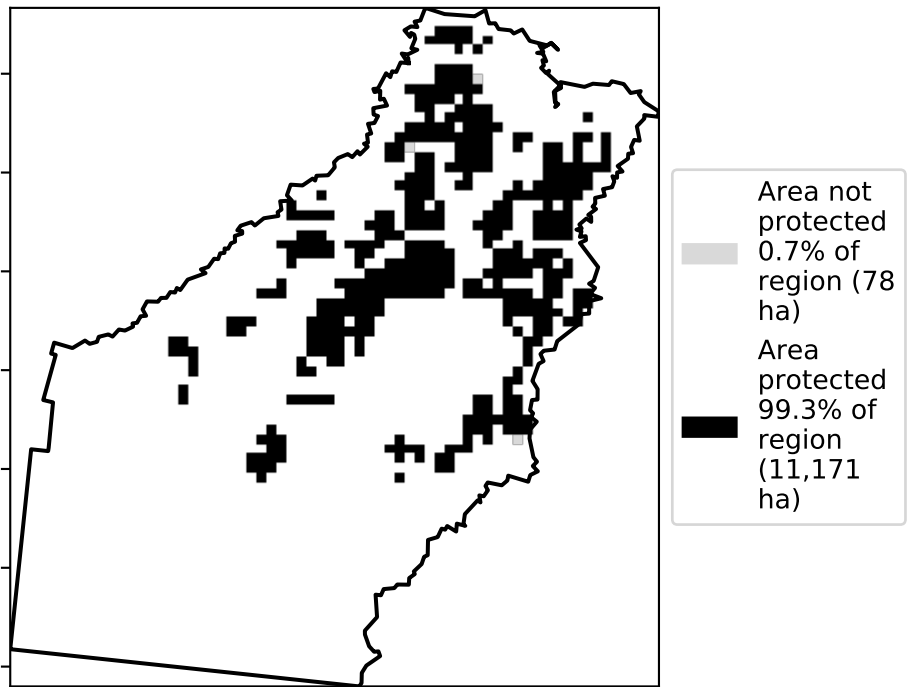 Area not
protected
0.7% of
region (78
ha)
Area
protected
99.3% of
region
(11,171
ha)